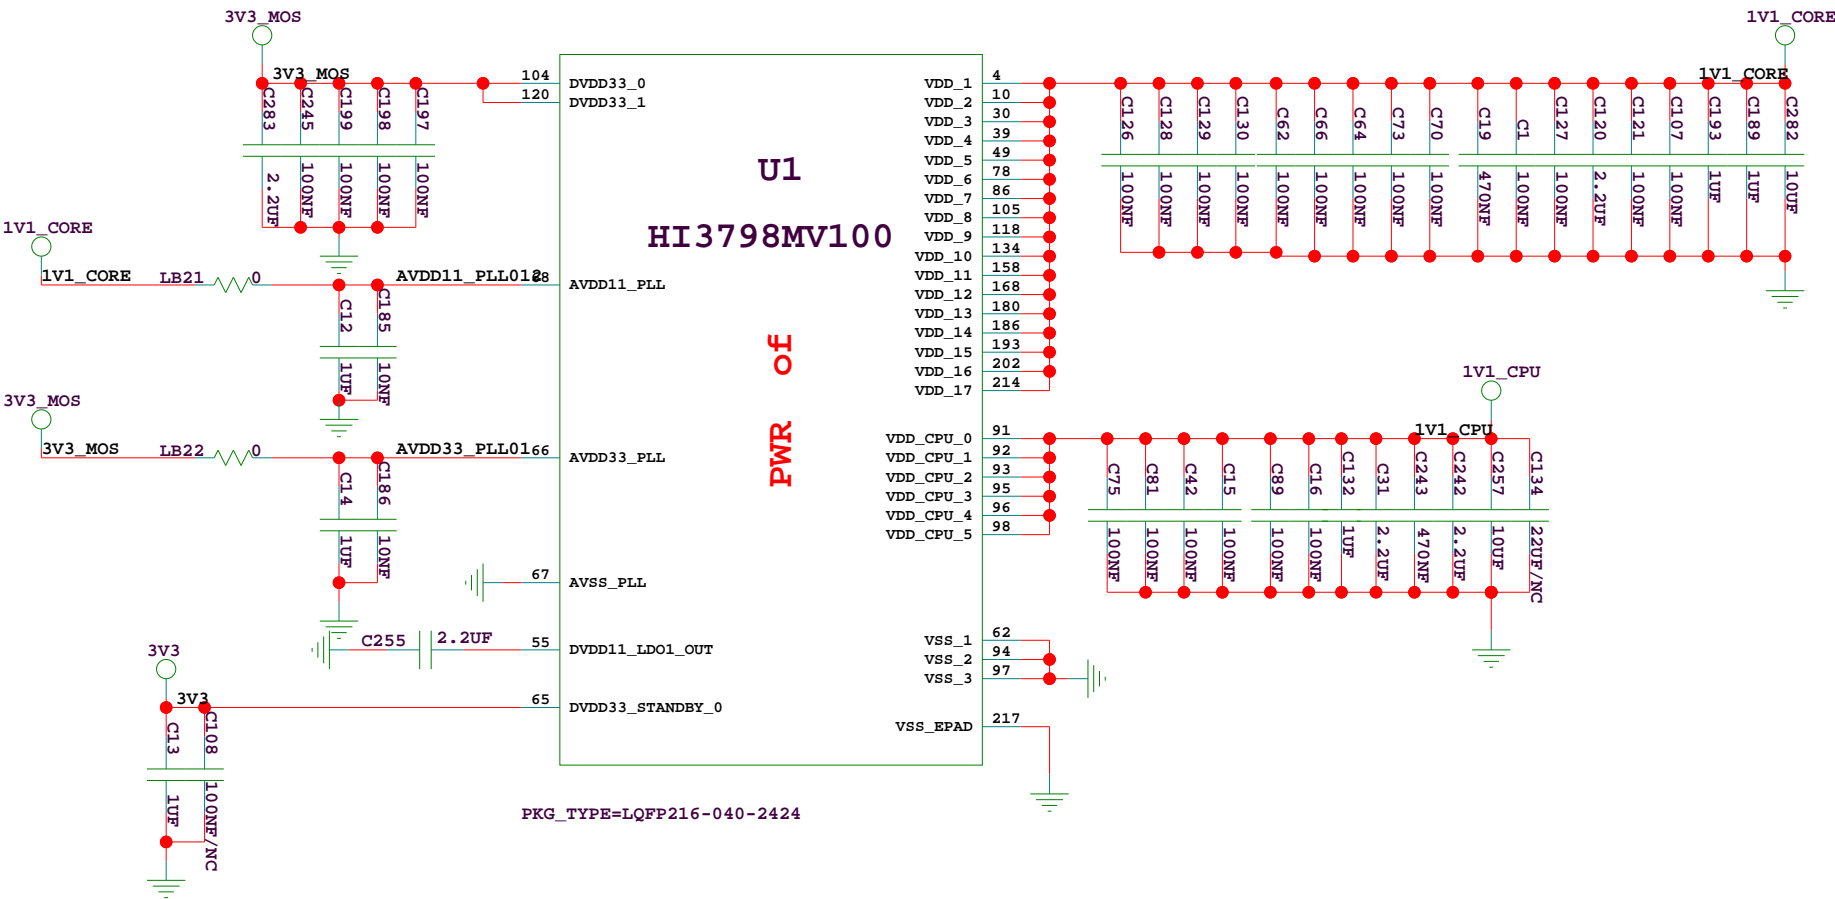 3V3_MOS
3V3_MOS
C283
C245
C199
C198
C197
2.2UF
100NF
100NF
100NF
100NF
1V1_CORE
1V1_CORE
LB21
0
AVDD11_PLL012
C12
C185
1UF
10NF
3V3_MOS
3V3_MOS
LB22
0
AVDD33_PLL01
C14
C186
1UF
10NF
C255
2.2UF
3V3
3V3
C13
C108
1UF
100NF/NC
104 DVDD33_0
120 DVDD33_1
68 AVDD11_PLL
66 AVDD33_PLL
67 AVSS_PLL
55 DVDD11_LDO1_OUT
65 DVDD33_STANDBY_0
U1
HI3798MV100
PWR of
VDD_1 4
VDD_2 10
VDD_3 30
VDD_4 39
VDD_5 49
VDD_6 78
VDD_7 86
VDD_8 105
VDD_9 118
VDD_10 134
VDD_11 158
VDD_12 168
VDD_13 180
VDD_14 186
VDD_15 193
VDD_16 202
VDD_17 214
VDD_CPU_0 91
VDD_CPU_1 92
VDD_CPU_2 93
VDD_CPU_3 95
VDD_CPU_4 96
VDD_CPU_5 98
VSS_1 62
VSS_2 94
VSS_3 97
VSS_EPAD 217
PKG_TYPE=LQFP216-040-2424
1V1_CORE
1V1_CORE
C126
C128
C129
C130
C62
C66
C64
C73
C70
C19
C1
C127
C120
C121
C107
C193
C189
C282
100NF
100NF
100NF
100NF
100NF
100NF
100NF
100NF
100NF
470NF
100NF
100NF
2.2UF
100NF
100NF
1UF
1UF
10UF
1V1_CPU
1V1_CPU
C75
C81
C42
C15
C89
C16
C132
C31
C243
C242
C257
C134
100NF
100NF
100NF
100NF
100NF
100NF
1UF
2.2UF
470NF
2.2UF
10UF
22UF/NC